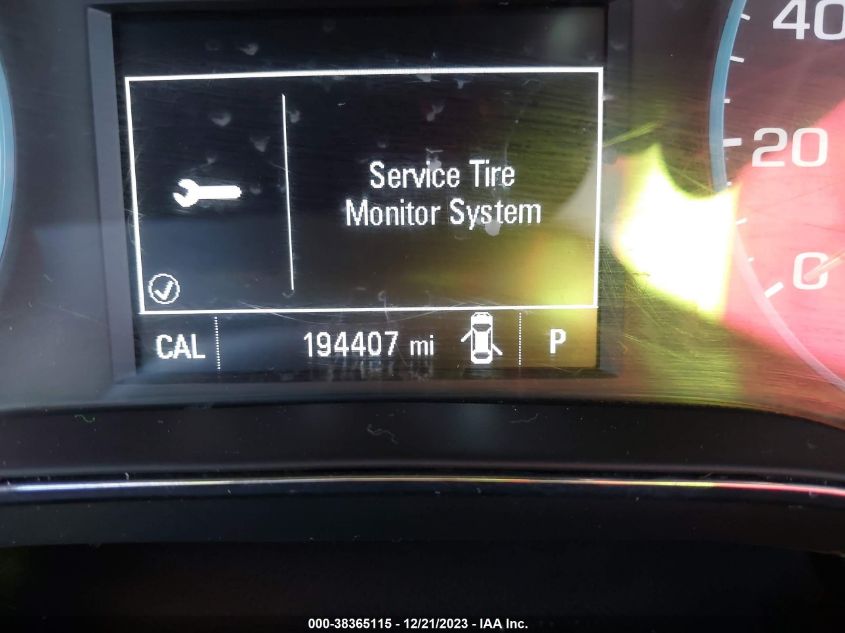 40
Service Tire
Monitor System
20
0
CAL 194407 mi P
000-38365115 - 12/21/2023 - IAA Inc.